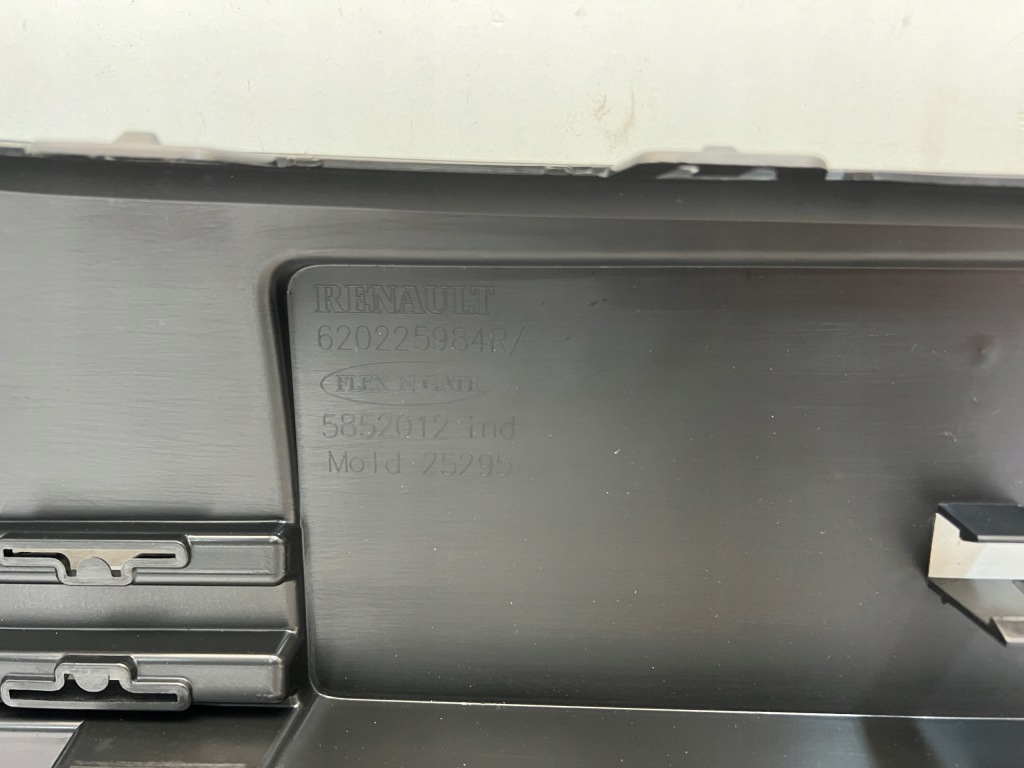 RENAULT
620225984R/
FLEX N GATE
5852012 ind
Mold 25295